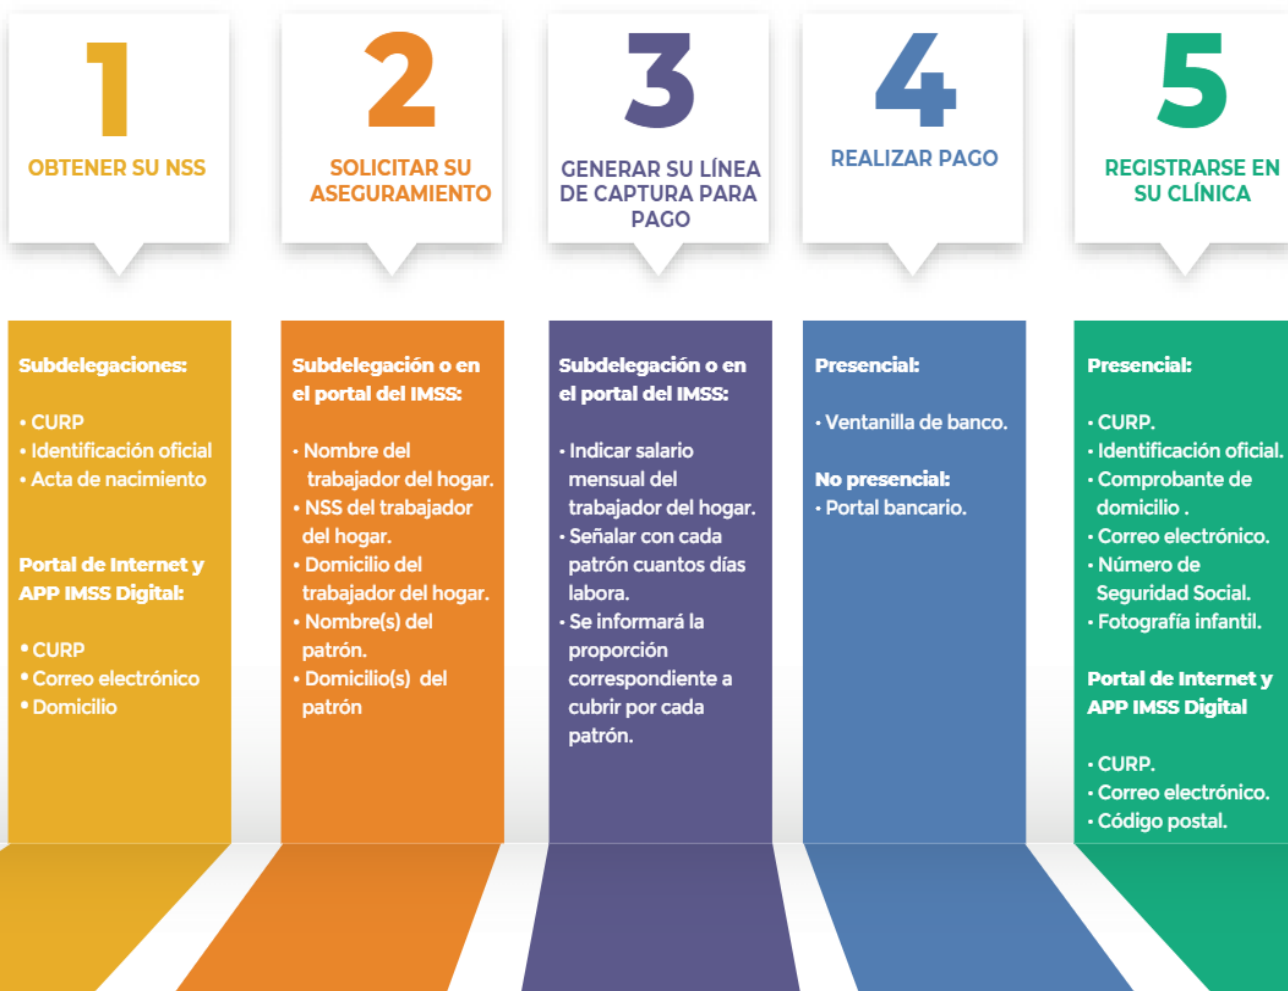 1
OBTENER SU NSS
Subdelegaciones:
• CURP
• Identificación oficial
• Acta de nacimiento
Portal de Internet y
APP IMSS Digital:
• CURP
• Correo electrónico
• Domicilio
2
SOLICITAR SU
ASEGURAMIENTO
Subdelegación o en
el portal del IMSS:
• Nombre del
trabajador del hogar.
• NSS del trabajador
del hogar.
• Domicilio del
trabajador del hogar.
• Nombre(s) del
patrón.
• Domicilio(s) del
patrón
3
GENERAR SU LÍNEA
DE CAPTURA PARA
PAGO
Subdelegación o en
el portal del IMSS:
• Indicar salario
mensual del
trabajador del hogar.
• Señalar con cada
patrón cuantos días
labora.
• Se informará la
proporción
correspondiente a
cubrir por cada
patrón.
4
REALIZAR PAGO
Presencial:
• Ventanilla de banco.
No presencial:
• Portal bancario.
5
REGISTRARSE EN
SU CLÍNICA
Presencial:
• CURP.
• Identificación oficial.
• Comprobante de
domicilio .
• Correo electrónico.
• Número de
Seguridad Social.
• Fotografía infantil.
Portal de Internet y
APP IMSS Digital
• CURP.
• Correo electrónico.
• Código postal.